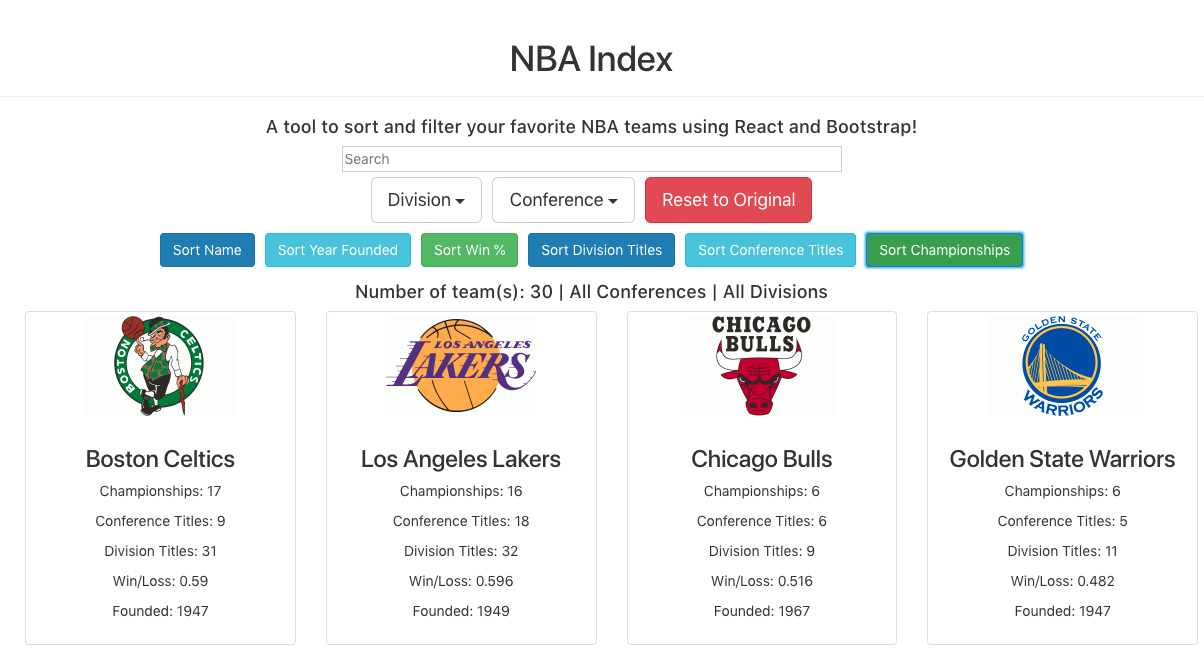 NBA Index
A tool to sort and filter your favorite NBA teams using React and Bootstrap!
Search
Division Conference Reset to Original
Sort Name Sort Year Founded Sort Win % Sort Division Titles Sort Conference Titles Sort Championships
Number of team(s): 30 | All Conferences | All Divisions
BOSTON CELTICS
Boston Celtics
Championships: 17
Conference Titles: 9
Division Titles: 31
Win/Loss: 0.59
Founded: 1947
LOS ANGELES
LAKERS
Los Angeles Lakers
Championships: 16
Conference Titles: 18
Division Titles: 32
Win/Loss: 0.596
Founded: 1949
CHICAGO
BULLS
Chicago Bulls
Championships: 6
Conference Titles: 6
Division Titles: 9
Win/Loss: 0.516
Founded: 1967
GOLDEN STATE
WARRIORS
Golden State Warriors
Championships: 6
Conference Titles: 5
Division Titles: 11
Win/Loss: 0.482
Founded: 1947